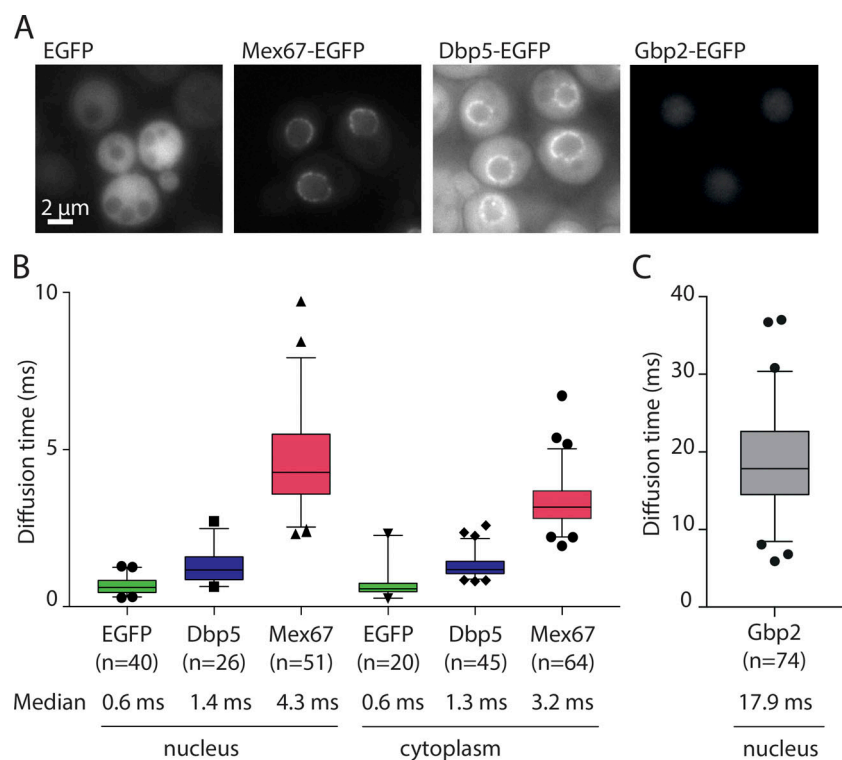 A
EGFP
Mex67-EGFP
Dbp5-EGFP
Gbp2-EGFP
2 µm
B
Diffusion time (ms)
10
5
0
EGFP Dbp5 Mex67 EGFP Dbp5 Mex67
(n=40) (n=26) (n=51) (n=20) (n=45) (n=64)
Median 0.6 ms 1.4 ms 4.3 ms 0.6 ms 1.3 ms 3.2 ms
nucleus cytoplasm
C
Diffusion time (ms)
40
30
20
10
0
Gbp2
(n=74)
17.9 ms
nucleus